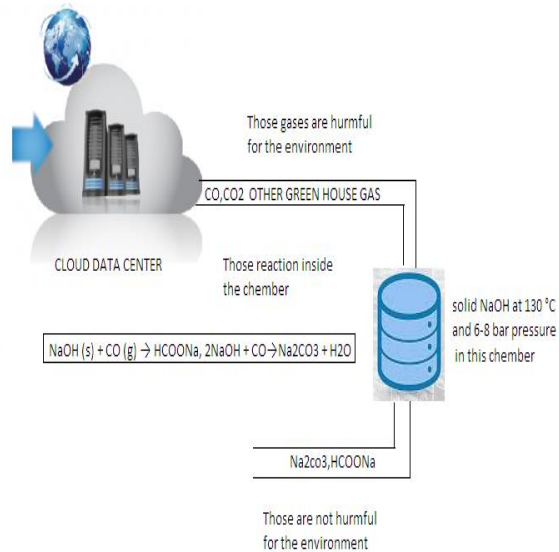 Those gases are harmful
for the environment
CO,CO2 OTHER GREEN HOUSE GAS
CLOUD DATA CENTER
Those reaction inside
the chember
solid NaOH at 130 °C
and 6-8 bar pressure
in this chember
NaOH (s) + CO (g) → HCOONa, 2NaOH + CO→Na2CO3 + H2O
Na2co3,HCOONa
Those are not harmful
for the environment